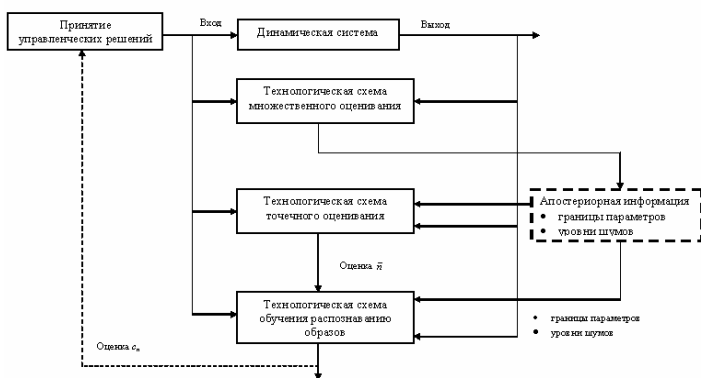 Принятие
управленческих решений
Вход
Динамическая система
Выход
Технологическая схема
множественного оценивания
Технологическая схема
точечного оценивания
Апостериорная информация
● границы параметров
● уровни шумов
Оценка n̄
Технологическая схема
обучения распознаванию
образов
● границы параметров
● уровни шумов
Оценка cₙ